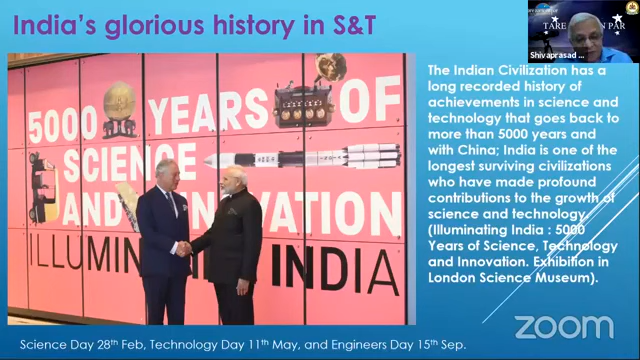 India's glorious history in S&T
TARE PAR
Shivaprasad ...
5000 YEARS OF
SCIENCE
AND INNOVATION
ILLUMIN INDIA
The Indian Civilization has a
long recorded history of
achievements in science and
technology that goes back to
more than 5000 years and
with China; India is one of the
longest surviving civilizations
who have made profound
contributions to the growth of
science and technology
(Illuminating India : 5000
Years of Science, Technology
and Innovation. Exhibition in
London Science Museum).
zoom
Science Day 28th Feb, Technology Day 11th May, and Engineers Day 15th Sep.